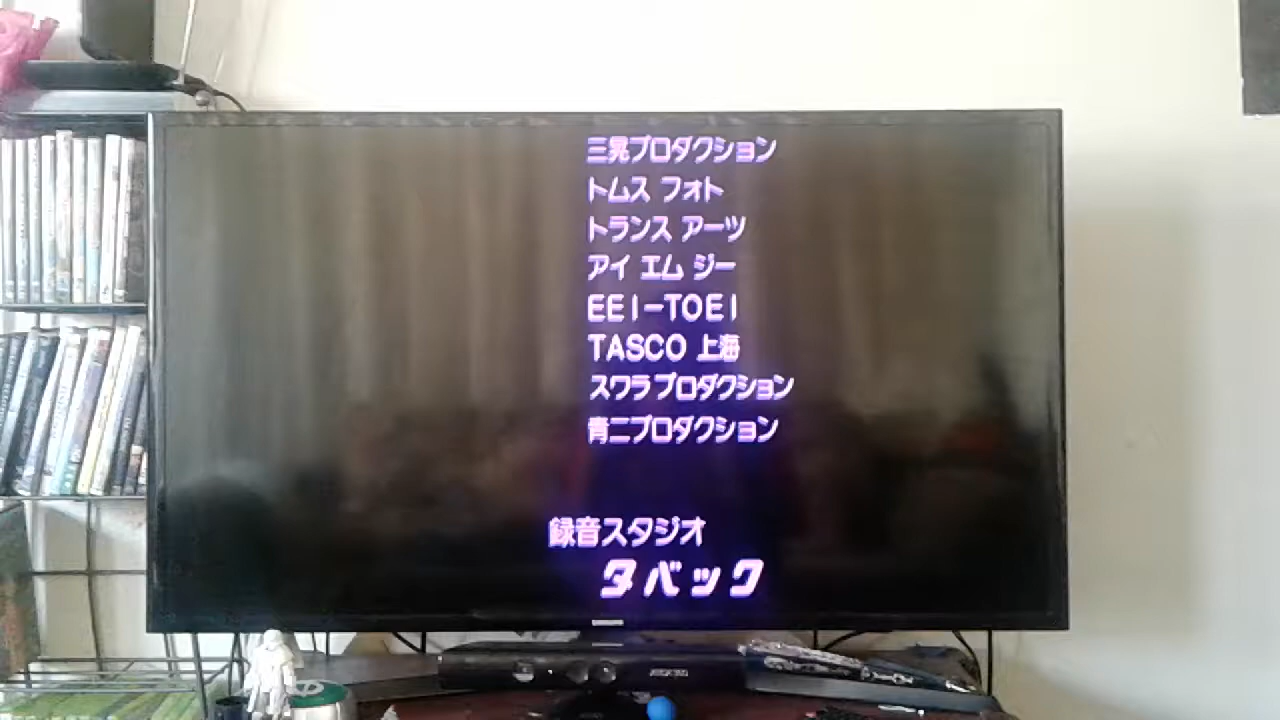 三晃プロダクション
トムス フォト
トランス アーツ
アイ エム ジー
EEI-TOEI
TASCO 上海
スワラプロダクション
青二プロダクション
録音スタジオ
タバック